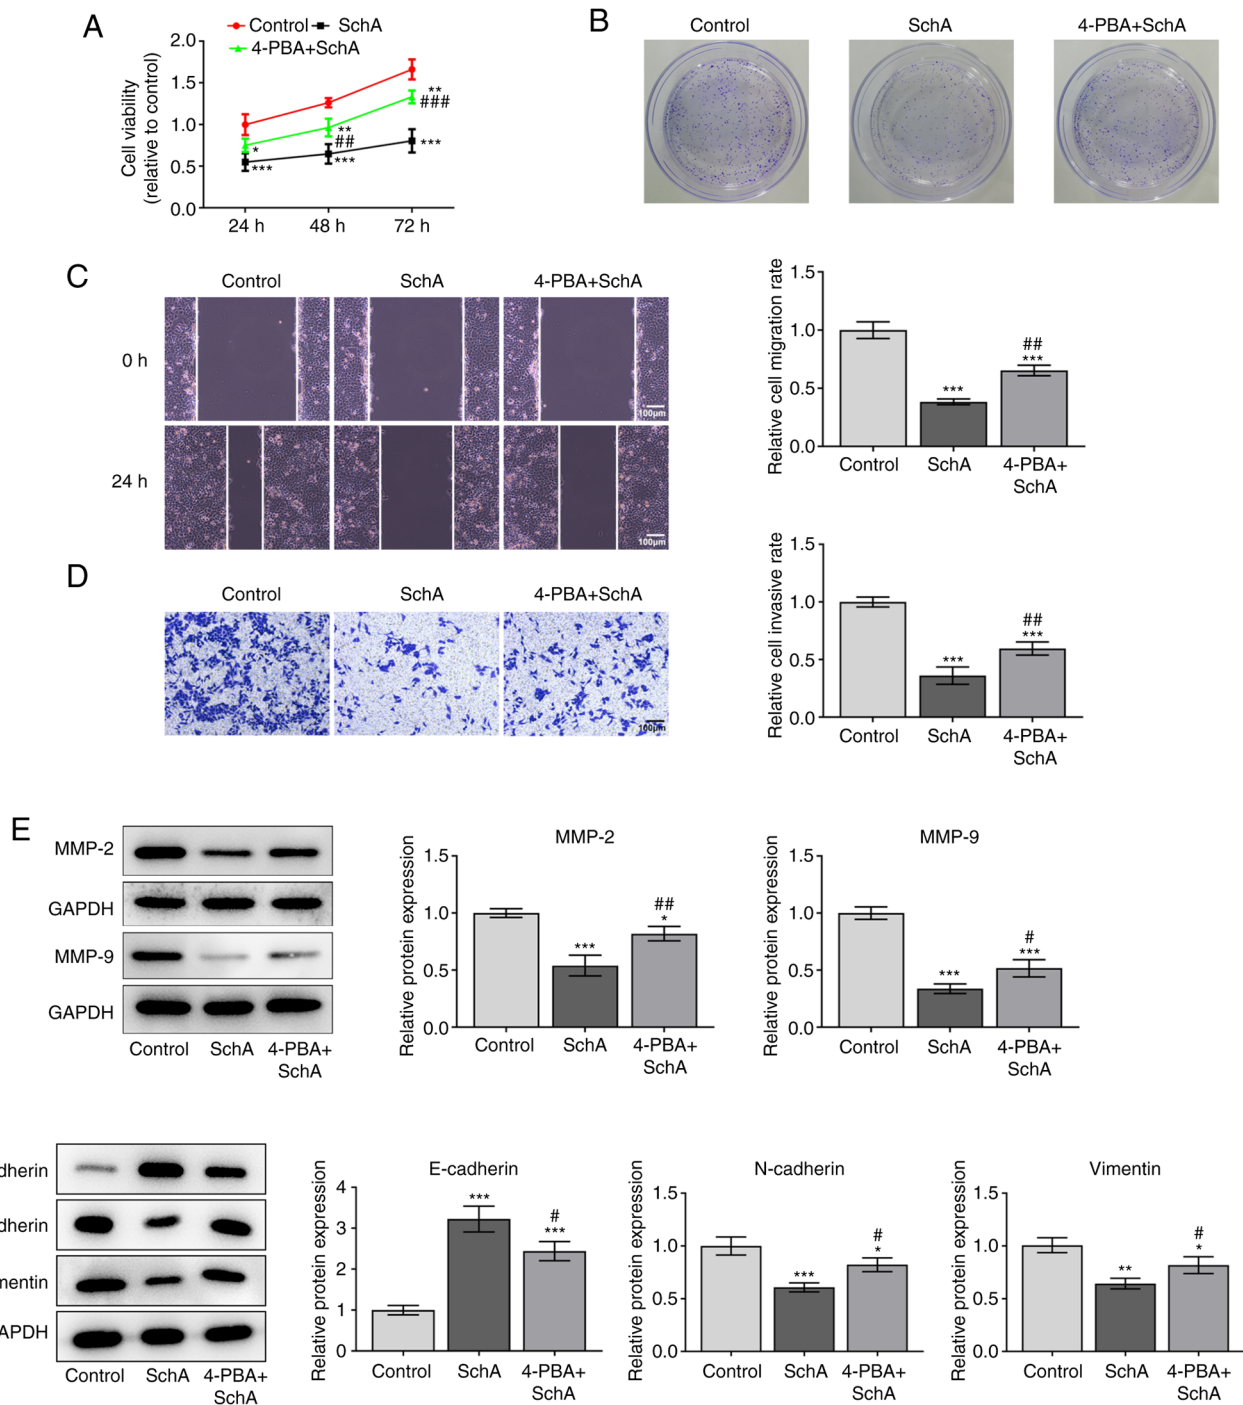 A
Control SchA
4-PBA+SchA
Cell viability
(relative to control)
2.0
1.5
1.0
0.5
0.0
*
***
**
##
***
**
###
***
24 h 48 h 72 h
B
Control SchA 4-PBA+SchA
C
Control SchA 4-PBA+SchA
0 h
100μm
24 h
100μm
Relative cell migration rate
1.5
1.0
0.5
0.0
***
##
***
Control SchA 4-PBA+
SchA
D
Control SchA 4-PBA+SchA
100μm
Relative cell invasive rate
1.5
1.0
0.5
0.0
***
##
***
Control SchA 4-PBA+
SchA
E
MMP-2
GAPDH
MMP-9
GAPDH
Control SchA 4-PBA+
SchA
MMP-2
Relative protein expression
1.5
1.0
0.5
0.0
***
##
*
Control SchA 4-PBA+
SchA
MMP-9
Relative protein expression
1.5
1.0
0.5
0.0
***
#
***
Control SchA 4-PBA+
SchA
dherin
dherin
mentin
APDH
Control SchA 4-PBA+
SchA
E-cadherin
Relative protein expression
4
3
2
1
0
***
#
***
Control SchA 4-PBA+
SchA
N-cadherin
Relative protein expression
1.5
1.0
0.5
0.0
***
#
*
Control SchA 4-PBA+
SchA
Vimentin
Relative protein expression
1.5
1.0
0.5
0.0
**
#
*
Control SchA 4-PBA+
SchA